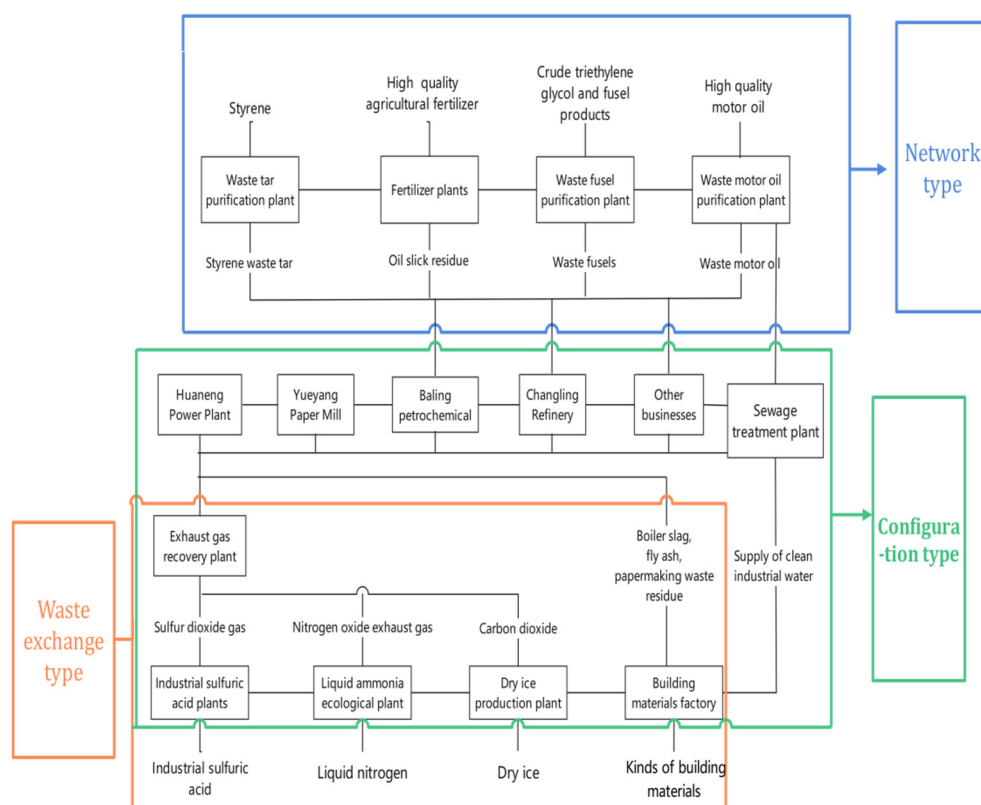 Styrene
High quality
agricultural fertilizer
Crude triethylene
glycol and fusel
products
High quality
motor oil
Waste tar
purification plant
Fertilizer plants
Waste fusel
purification plant
Waste motor oil
purification plant
Network
type
Styrene waste tar
Oil slick residue
Waste fusels
Waste motor oil
Huaneng
Power Plant
Yueyang
Paper Mill
Baling
petrochemical
Changling
Refinery
Other
businesses
Sewage
treatment plant
Exhaust gas
recovery plant
Boiler slag,
fly ash,
papermaking waste
residue
Supply of clean
industrial water
Configura
-tion type
Waste
exchange
type
Sulfur dioxide gas
Nitrogen oxide exhaust gas
Carbon dioxide
Industrial sulfuric
acid plants
Liquid ammonia
ecological plant
Dry ice
production plant
Building
materials factory
Industrial sulfuric
acid
Liquid nitrogen
Dry ice
Kinds of building
materials